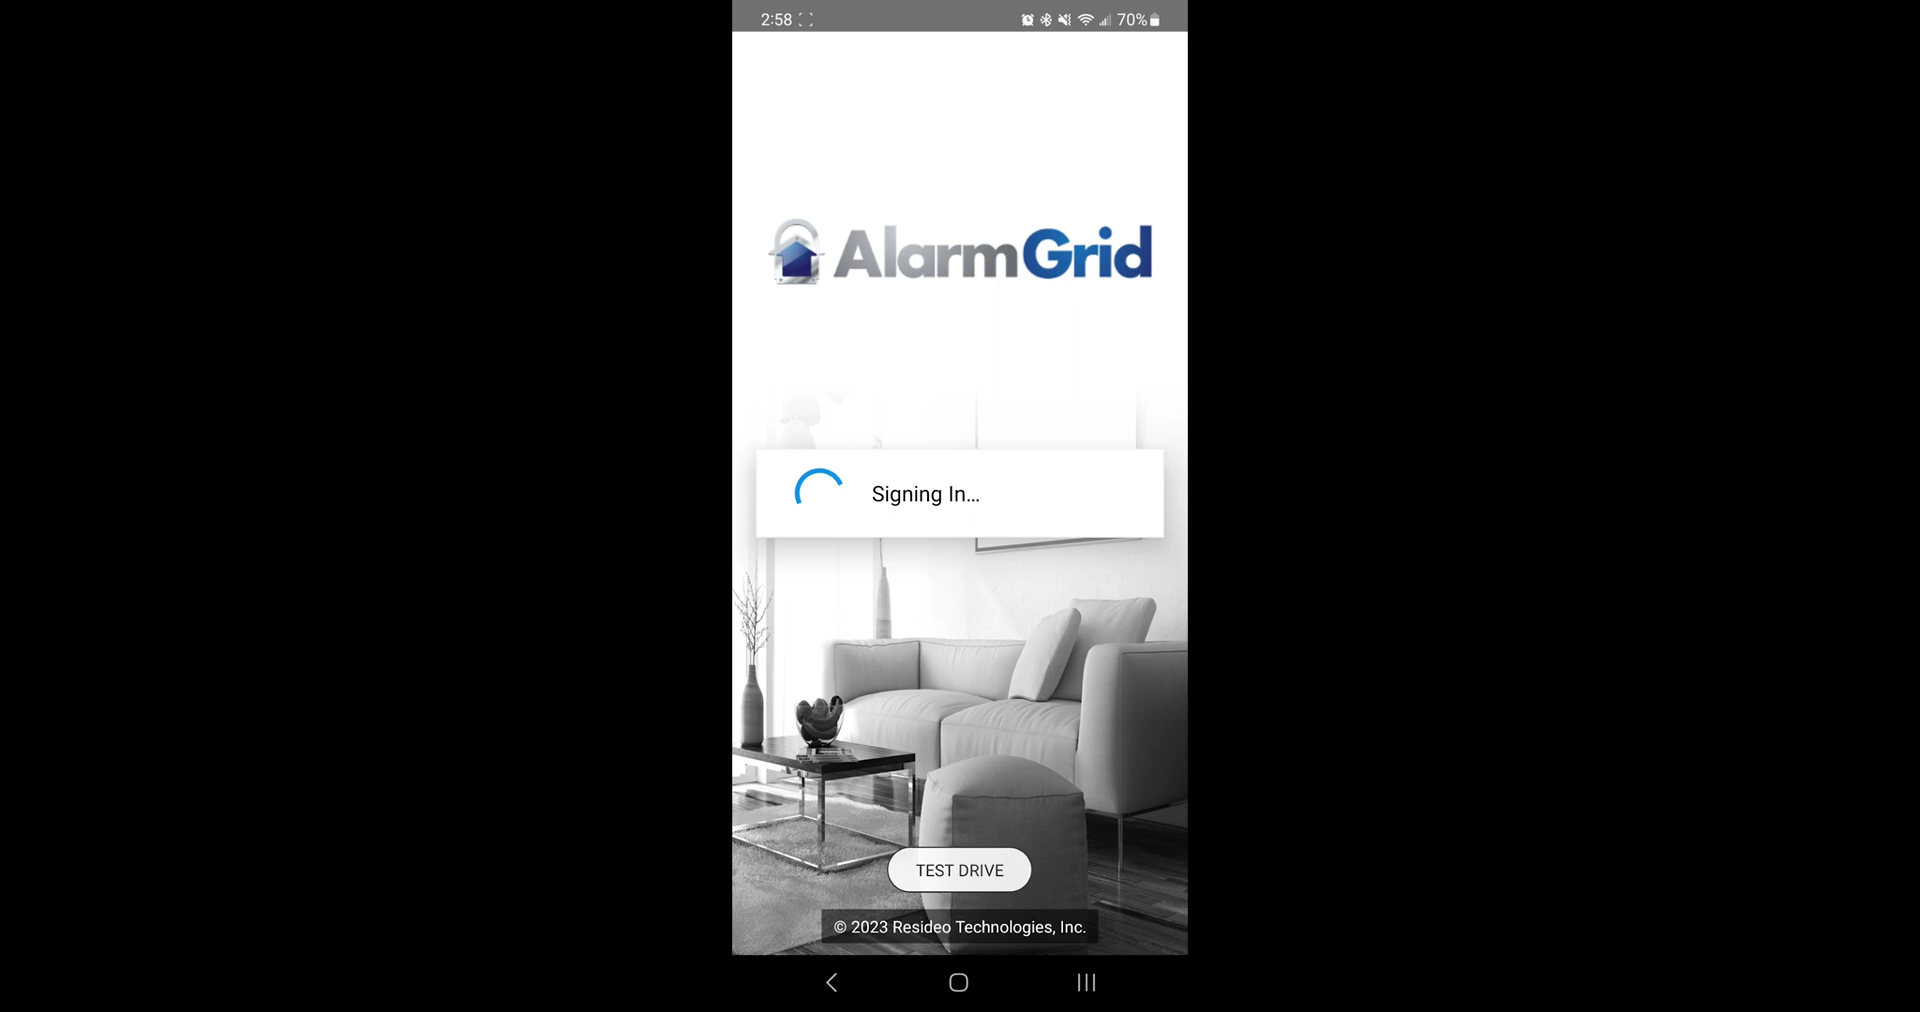 2:58
70%
AlarmGrid
Signing In...
TEST DRIVE
© 2023 Resideo Technologies, Inc.